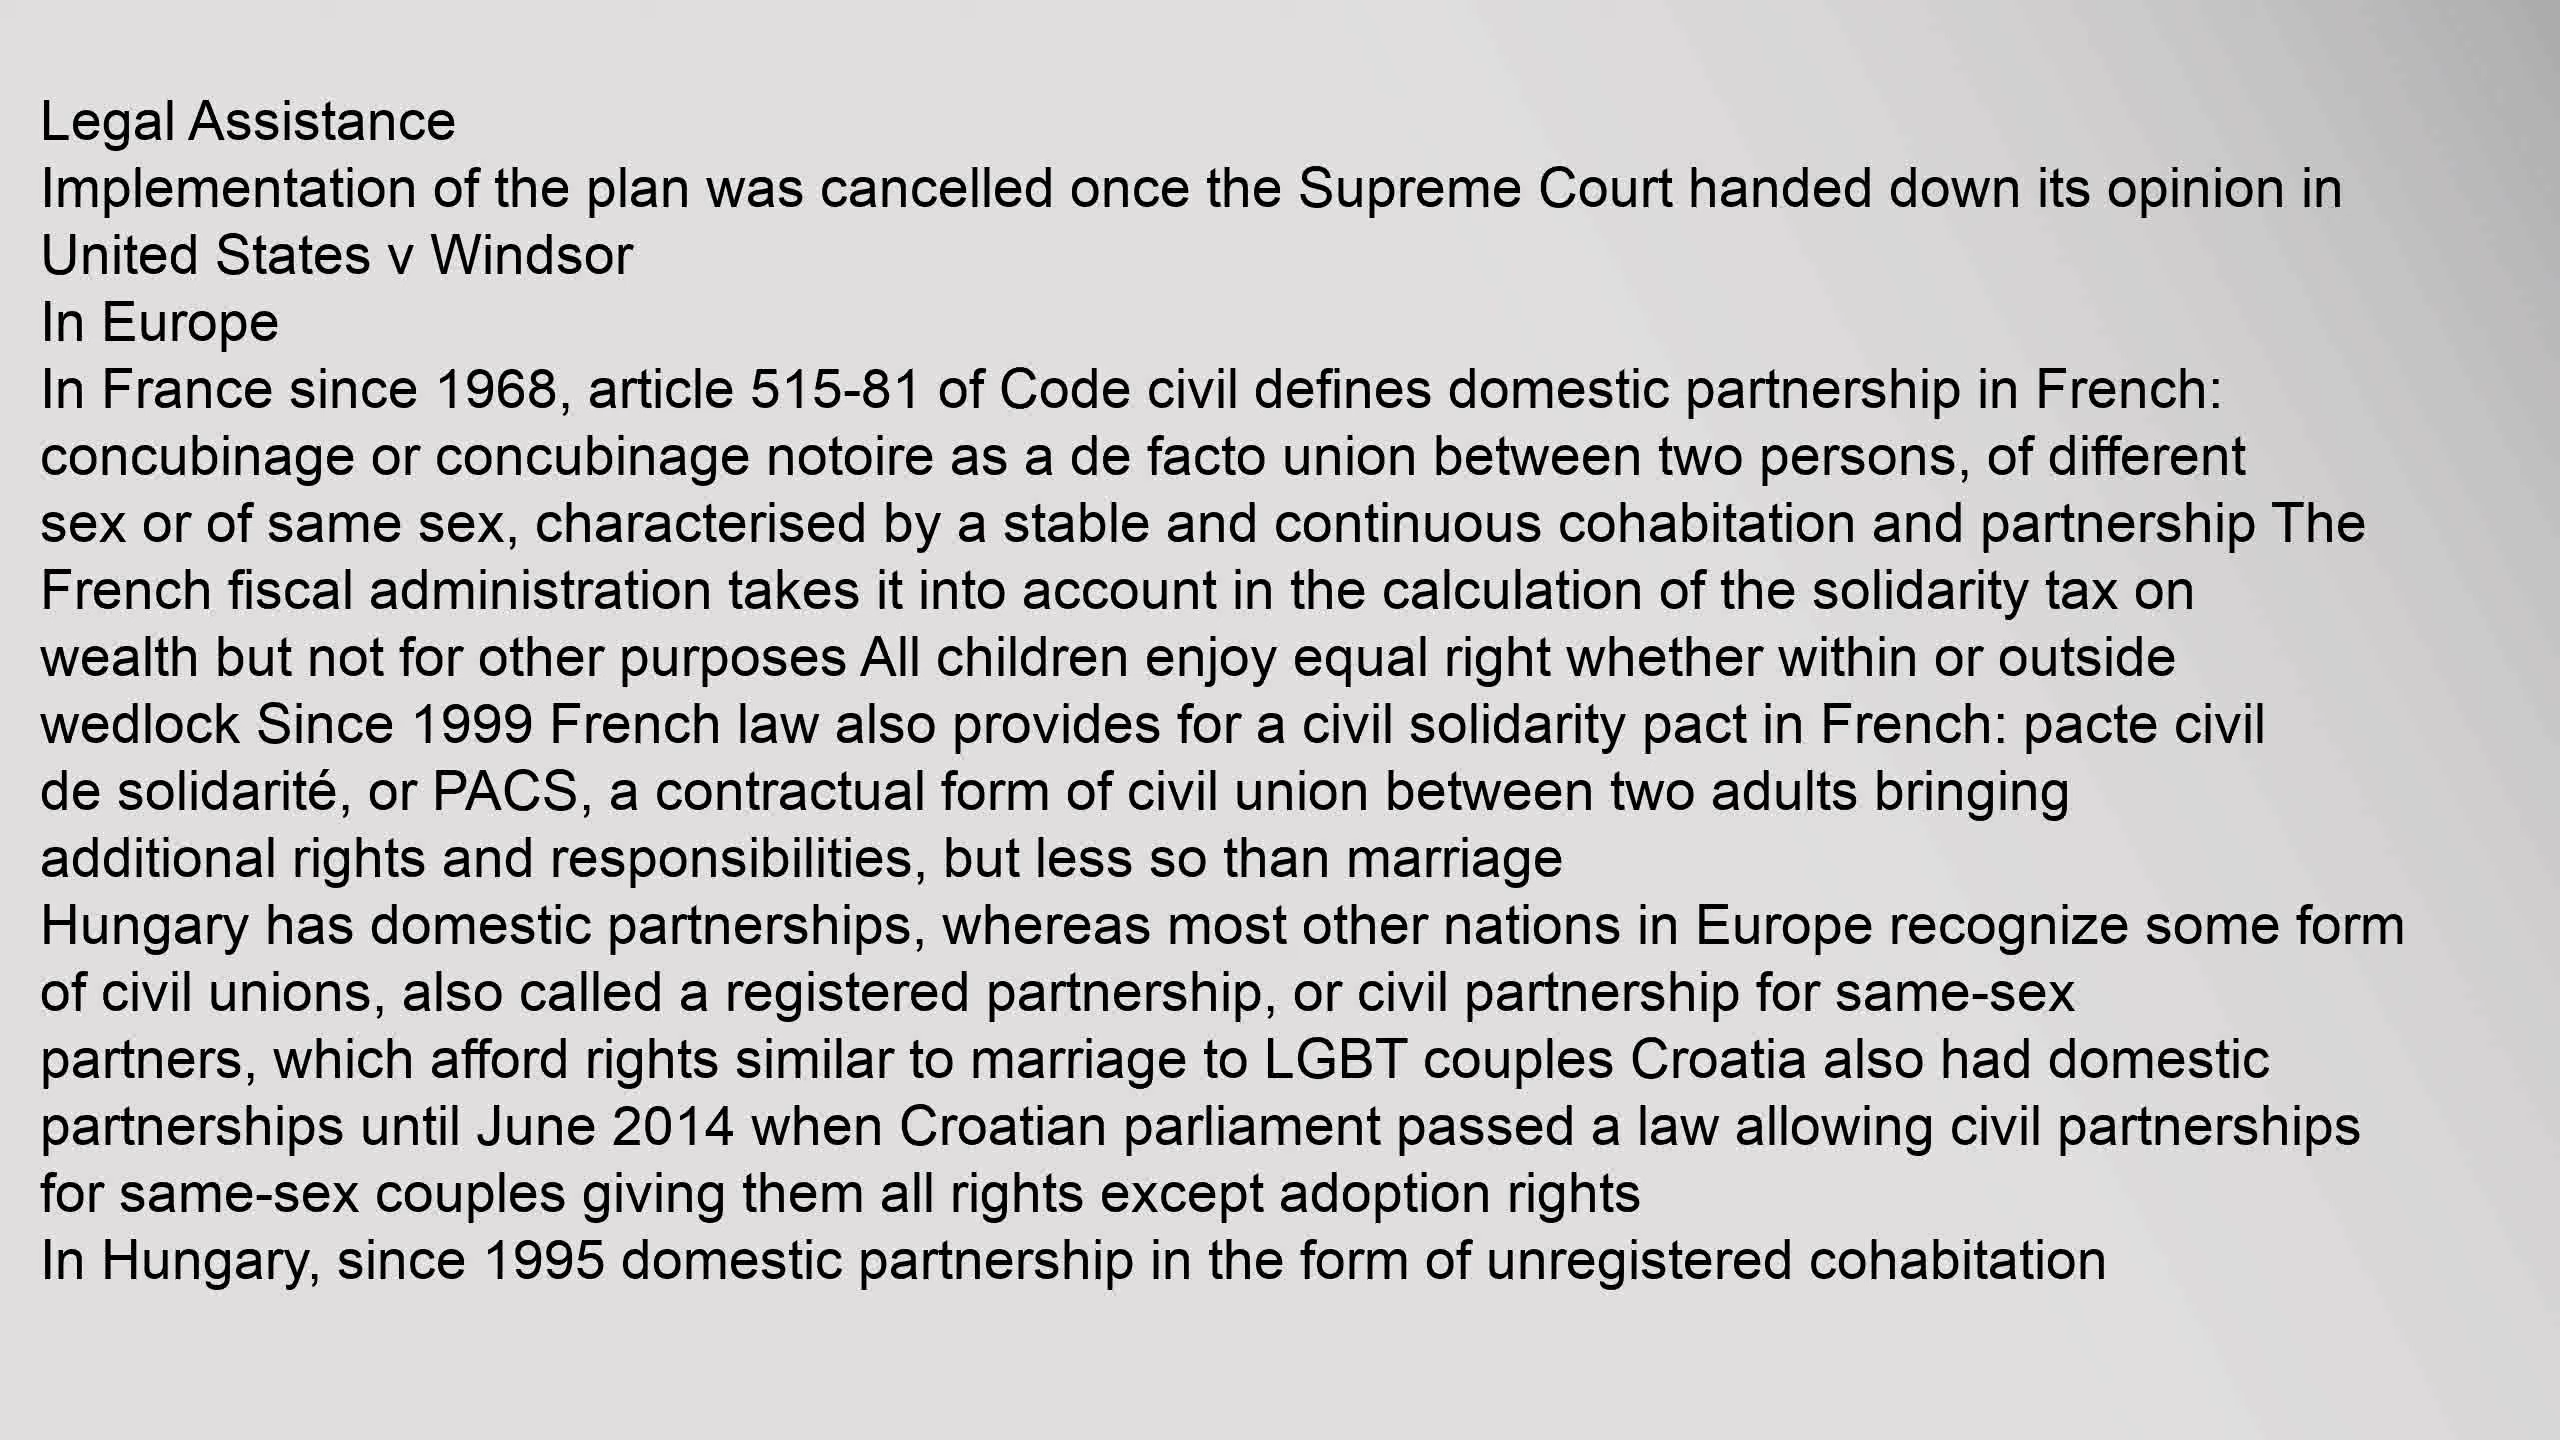 Legal Assistance
Implementation of the plan was cancelled once the Supreme Court handed down its opinion in
United States v Windsor
In Europe
In France since 1968, article 515-81 of Code civil defines domestic partnership in French:
concubinage or concubinage notoire as a de facto union between two persons, of different
sex or of same sex, characterised by a stable and continuous cohabitation and partnership The
French fiscal administration takes it into account in the calculation of the solidarity tax on
wealth but not for other purposes All children enjoy equal right whether within or outside
wedlock Since 1999 French law also provides for a civil solidarity pact in French: pacte civil
de solidarité, or PACS, a contractual form of civil union between two adults bringing
additional rights and responsibilities, but less so than marriage
Hungary has domestic partnerships, whereas most other nations in Europe recognize some form
of civil unions, also called a registered partnership, or civil partnership for same-sex
partners, which afford rights similar to marriage to LGBT couples Croatia also had domestic
partnerships until June 2014 when Croatian parliament passed a law allowing civil partnerships
for same-sex couples giving them all rights except adoption rights
In Hungary, since 1995 domestic partnership in the form of unregistered cohabitation